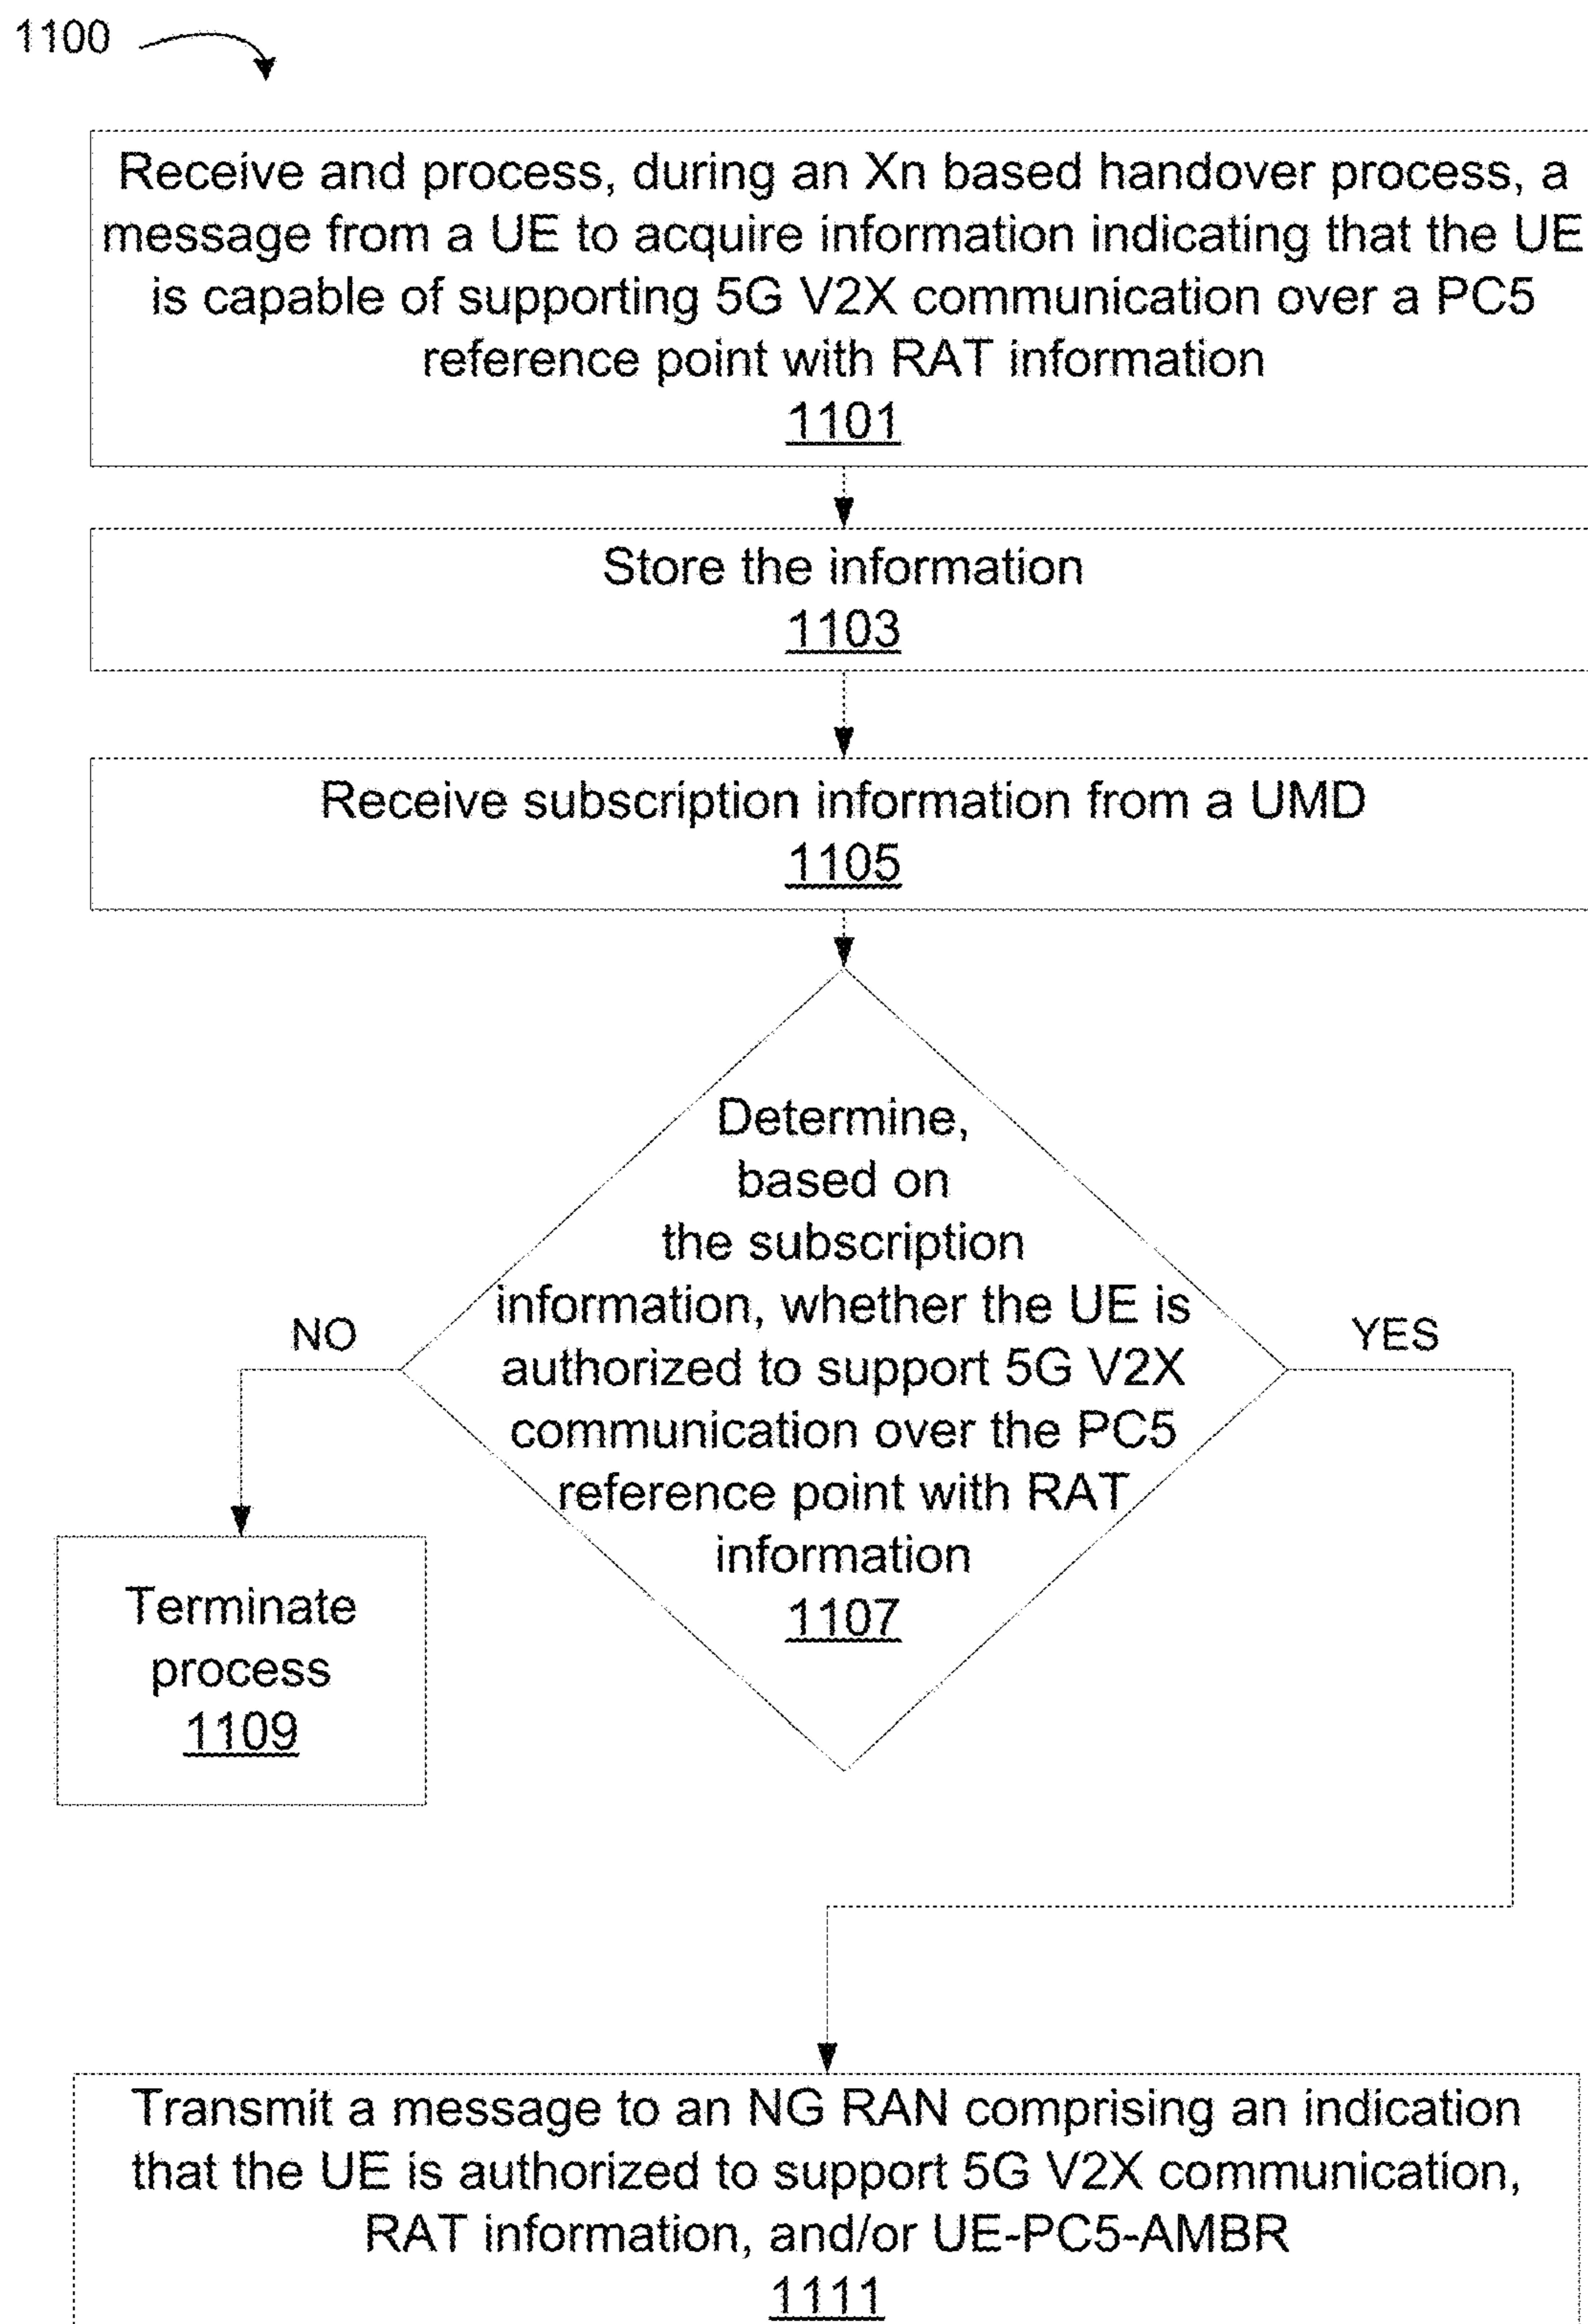 1100
Receive and process, during an Xn based handover process, a
message from a UE to acquire information indicating that the UE
is capable of supporting 5G V2X communication over a PC5
reference point with RAT information
1101
Store the information
1103
Receive subscription information from a UMD
1105
Determine,
based on
the subscription
information, whether the UE is
authorized to support 5G V2X
communication over the PC5
reference point with RAT
information
1107
NO
YES
Terminate
process
1109
Transmit a message to an NG RAN comprising an indication
that the UE is authorized to support 5G V2X communication,
RAT information, and/or UE-PC5-AMBR
1111